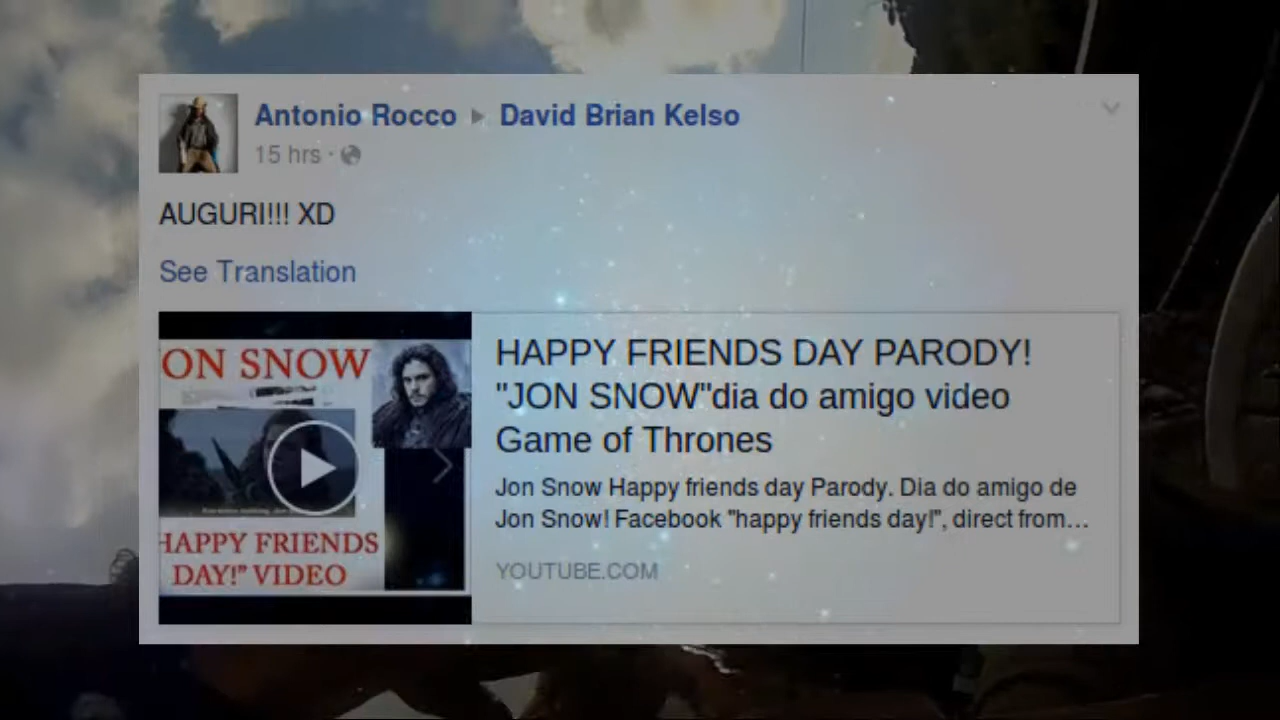 Antonio Rocco ▶ David Brian Kelso
15 hrs ·
AUGURI!!! XD
See Translation
ON SNOW
HAPPY FRIENDS
DAY!" VIDEO
HAPPY FRIENDS DAY PARODY!
"JON SNOW"dia do amigo video
Game of Thrones
Jon Snow Happy friends day Parody. Dia do amigo de
Jon Snow! Facebook "happy friends day!", direct from...
YOUTUBE.COM